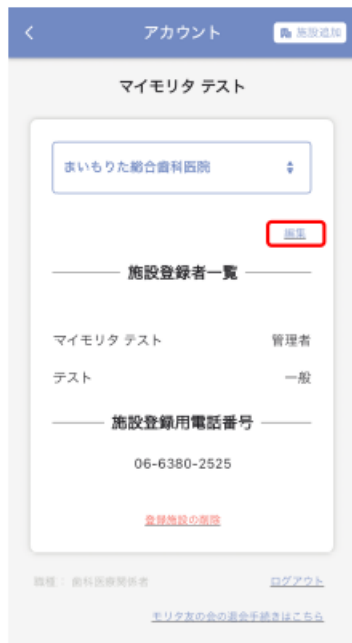 アカウント
施設追加
マイモリタ テスト
まいもりた総合歯科医院
編集
施設登録者一覧
マイモリタ テスト 管理者
テスト 一般
施設登録用電話番号
06-6380-2525
登録施設の削除
職種： 歯科医療関係者 ログアウト
モリタ友の会の退会手続きはこちら